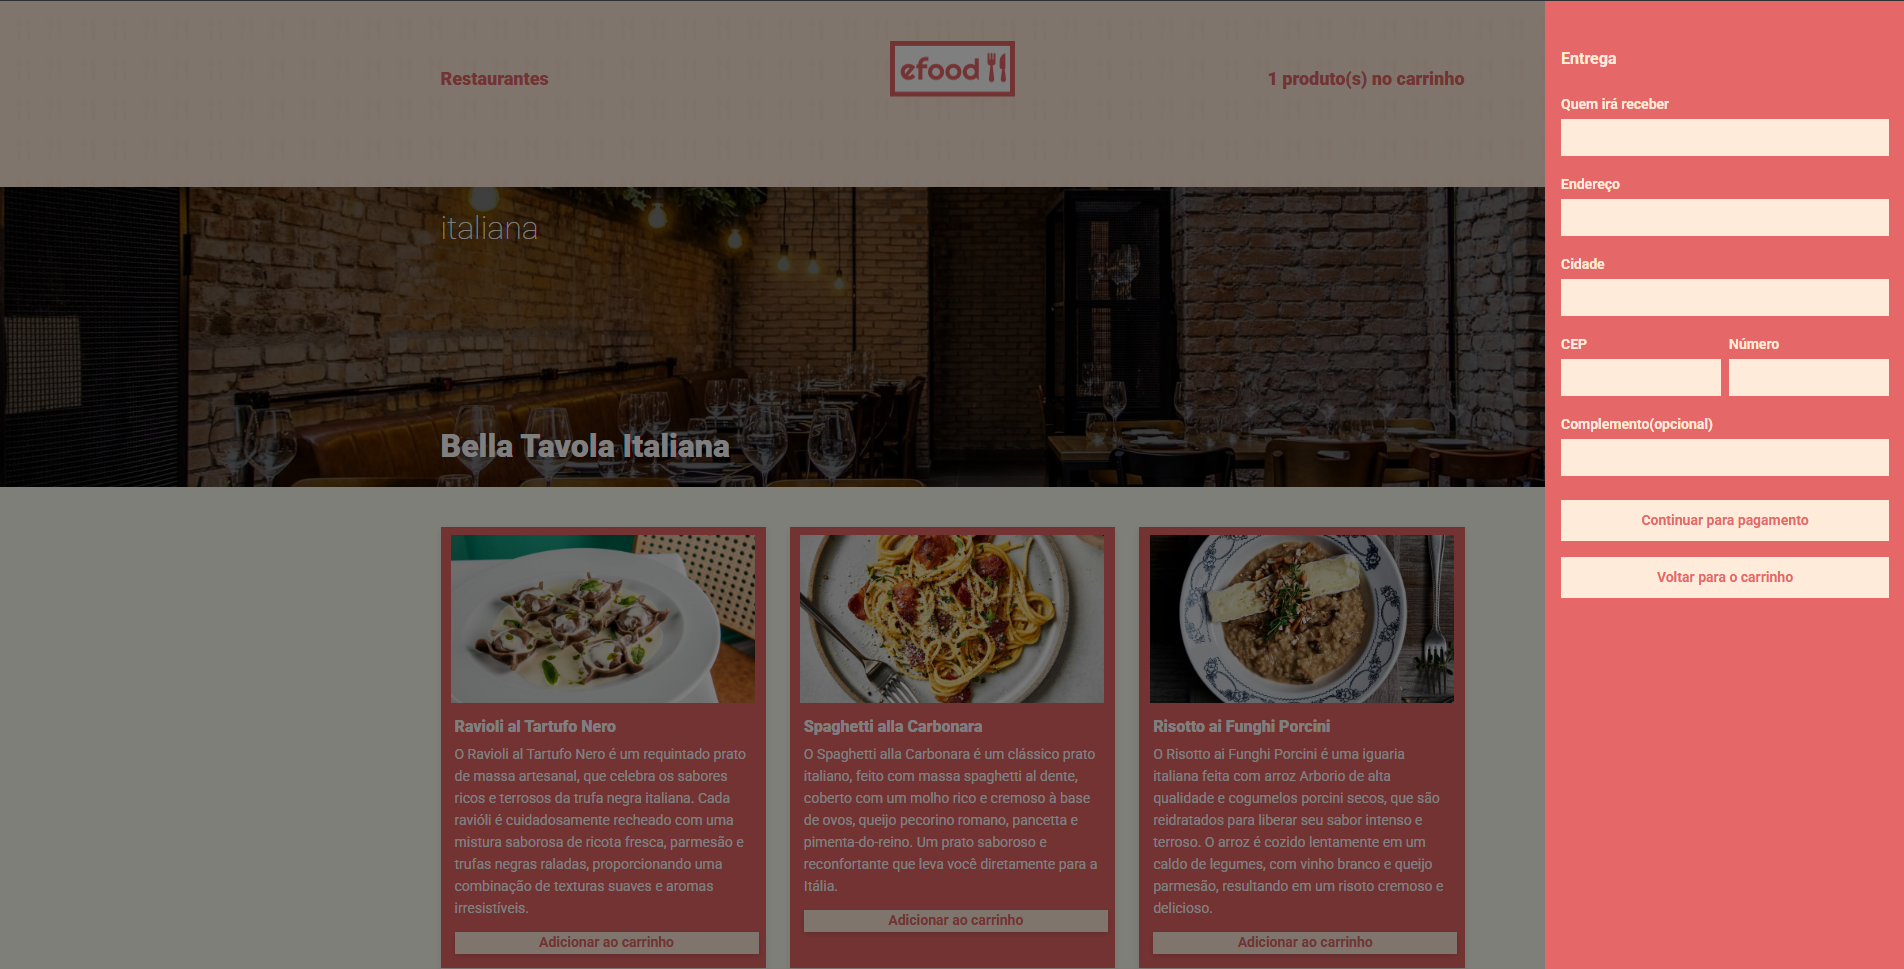 Restaurantes
efood
1 produto(s) no carrinho
italiana
Bella Tavola Italiana
Ravioli al Tartufo Nero
O Ravioli al Tartufo Nero é um requintado prato
de massa artesanal, que celebra os sabores
ricos e terrosos da trufa negra italiana. Cada
ravióli é cuidadosamente recheado com uma
mistura saborosa de ricota fresca, parmesão e
trufas negras raladas, proporcionando uma
combinação de texturas suaves e aromas
irresistíveis.
Adicionar ao carrinho
Spaghetti alla Carbonara
O Spaghetti alla Carbonara é um clássico prato
italiano, feito com massa spaghetti al dente,
coberto com um molho rico e cremoso à base
de ovos, queijo pecorino romano, pancetta e
pimenta-do-reino. Um prato saboroso e
reconfortante que leva você diretamente para a
Itália.
Adicionar ao carrinho
Risotto ai Funghi Porcini
O Risotto ai Funghi Porcini é uma iguaria
italiana feita com arroz Arborio de alta
qualidade e cogumelos porcini secos, que são
reidratados para liberar seu sabor intenso e
terroso. O arroz é cozido lentamente em um
caldo de legumes, com vinho branco e queijo
parmesão, resultando em um risoto cremoso e
delicioso.
Adicionar ao carrinho
Entrega
Quem irá receber
Endereço
Cidade
CEP
Número
Complemento(opcional)
Continuar para pagamento
Voltar para o carrinho